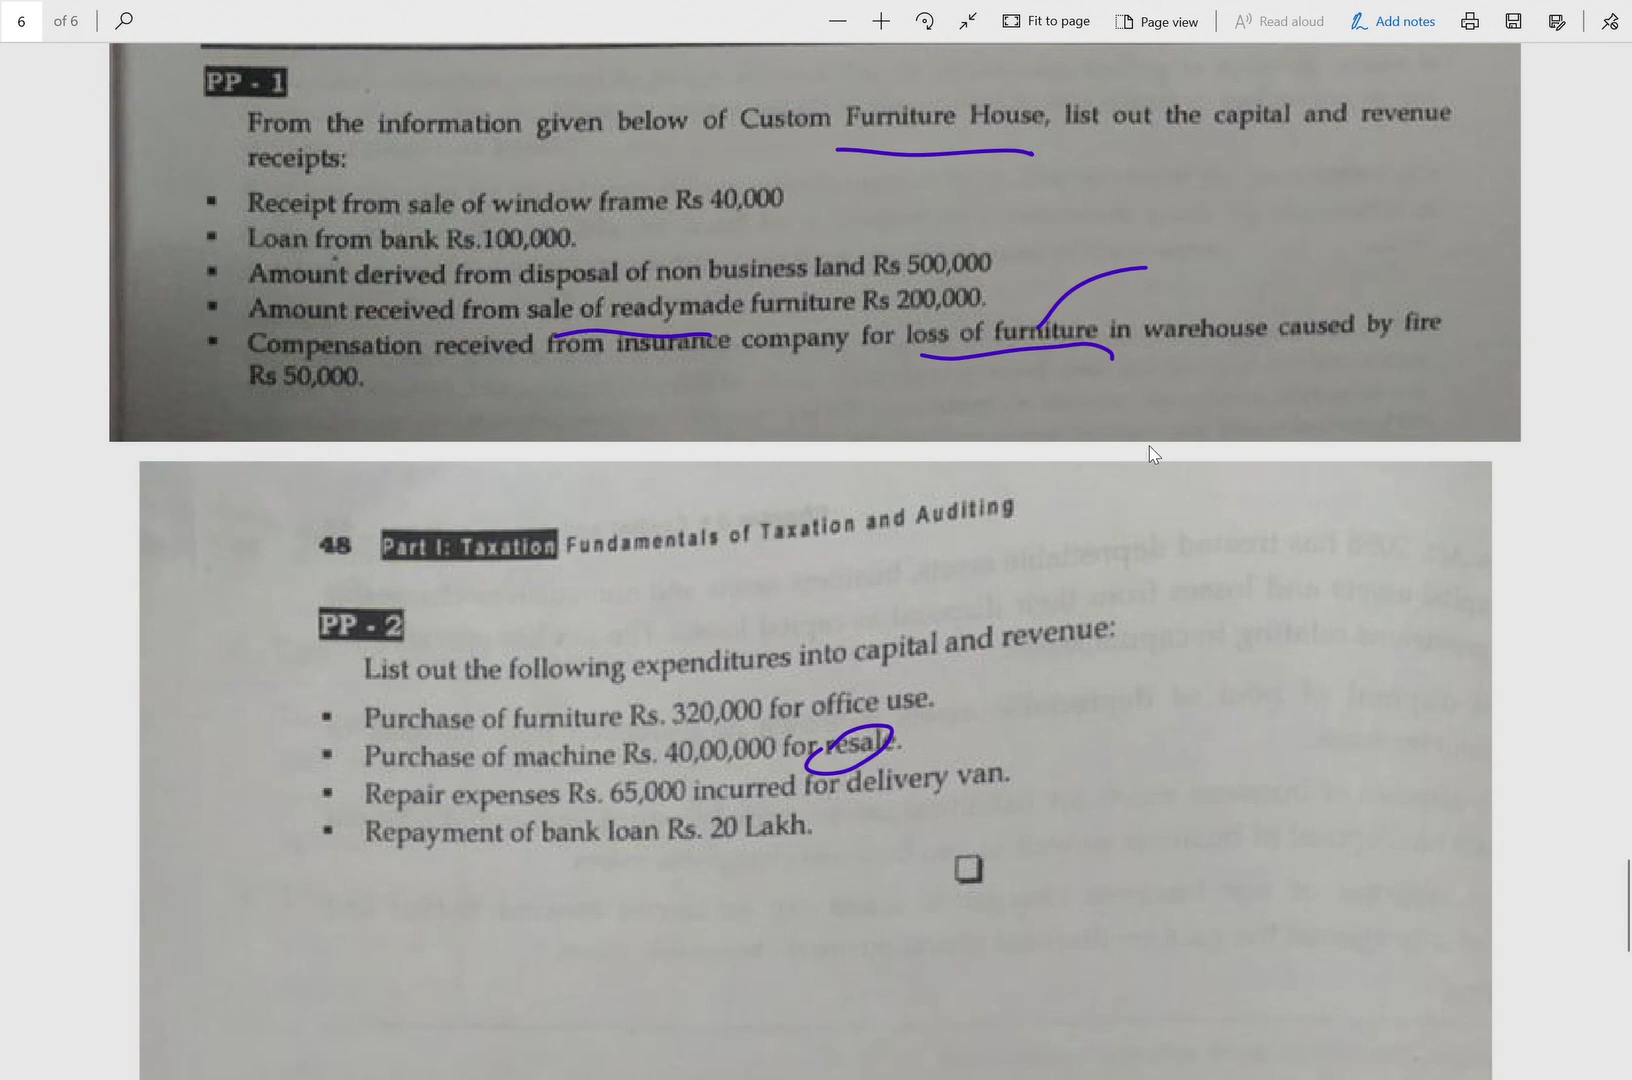 6 of 6 Fit to page Page view Read aloud Add notes
PP - 1
From the information given below of Custom Furniture House, list out the capital and revenue
receipts:
▪ Receipt from sale of window frame Rs 40,000
▪ Loan from bank Rs.100,000.
▪ Amount derived from disposal of non business land Rs 500,000
▪ Amount received from sale of readymade furniture Rs 200,000.
▪ Compensation received from insurance company for loss of furniture in warehouse caused by fire
Rs 50,000.
48 Part I: Taxation Fundamentals of Taxation and Auditing
PP - 2
List out the following expenditures into capital and revenue:
▪ Purchase of furniture Rs. 320,000 for office use.
▪ Purchase of machine Rs. 40,00,000 for resale.
▪ Repair expenses Rs. 65,000 incurred for delivery van.
▪ Repayment of bank loan Rs. 20 Lakh.